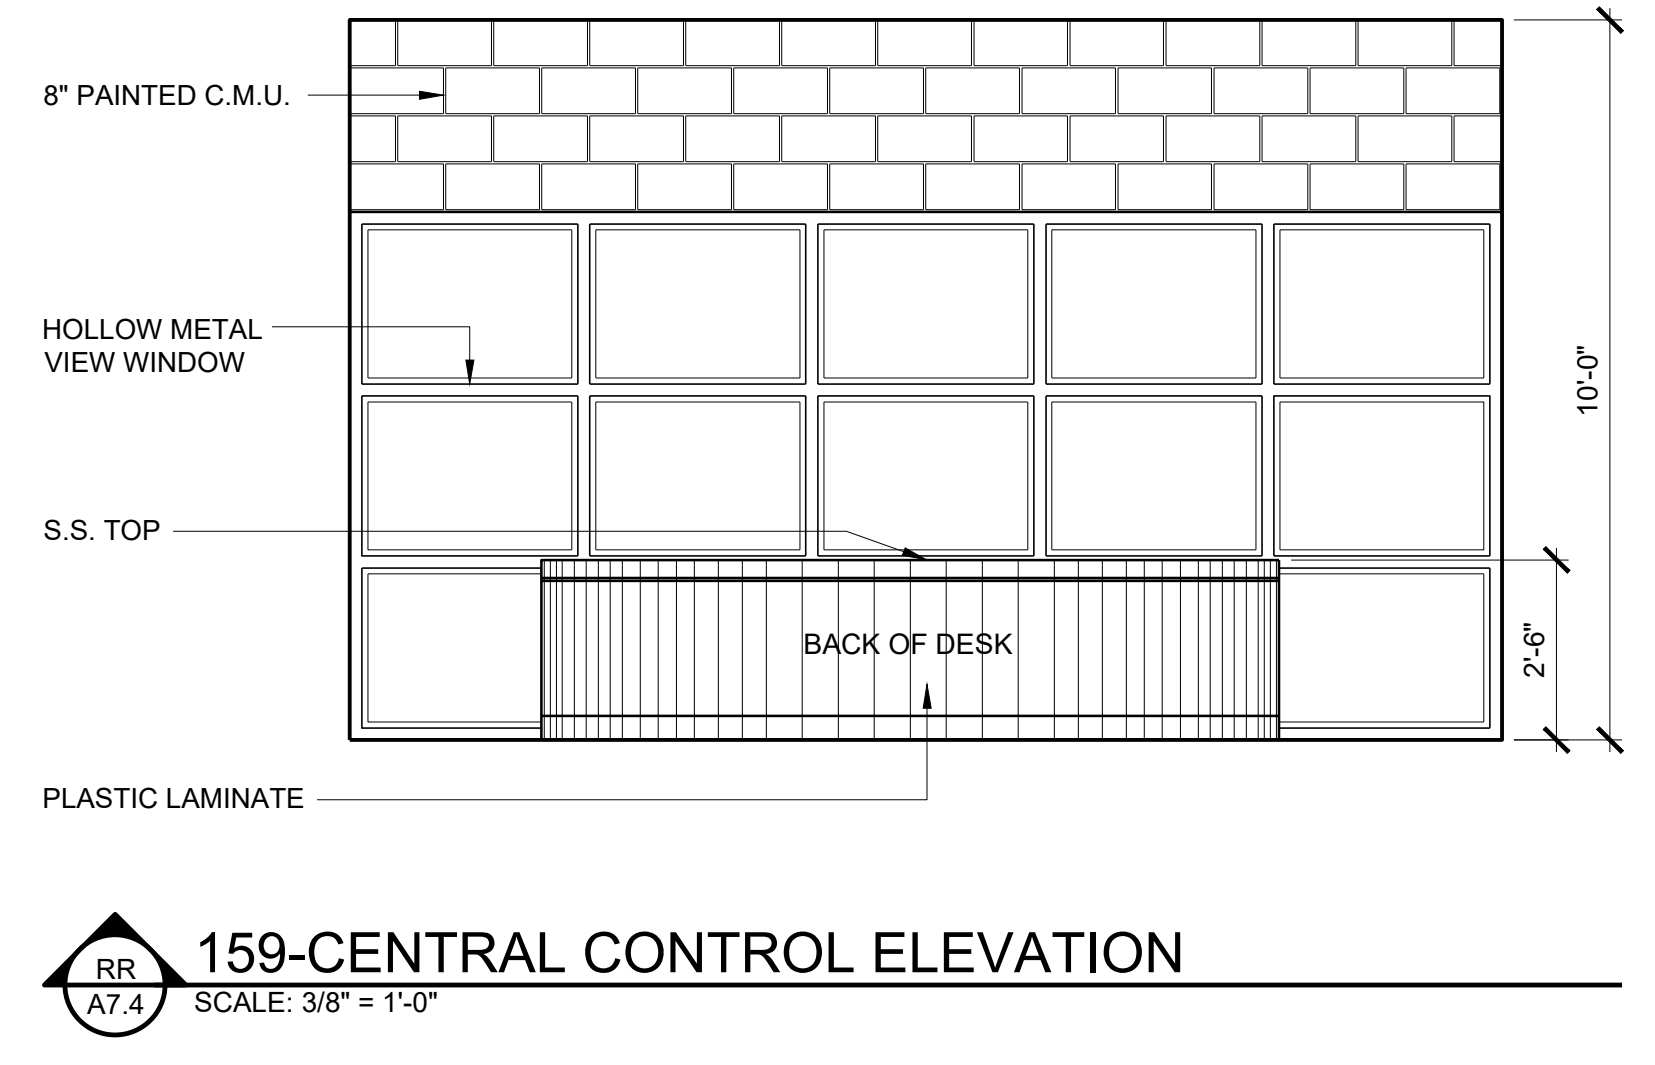 8" PAINTED C.M.U.
HOLLOW METAL
VIEW WINDOW
10'-0"
S.S. TOP
BACK OF DESK
2'-6"
PLASTIC LAMINATE
RR
A7.4
159-CENTRAL CONTROL ELEVATION
SCALE: 3/8" = 1'-0"